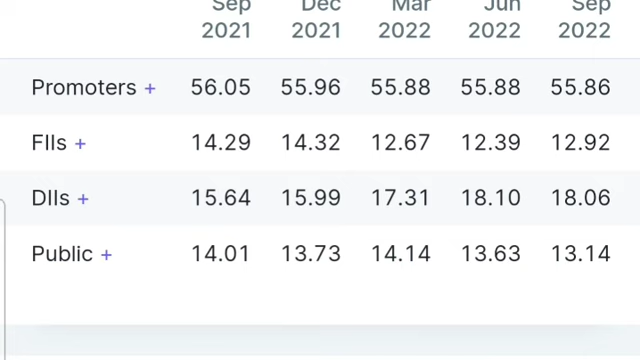 Sep Dec Mar Jun Sep
2021 2021 2022 2022 2022
Promoters + 56.05 55.96 55.88 55.88 55.86
FIIs + 14.29 14.32 12.67 12.39 12.92
DIIs + 15.64 15.99 17.31 18.10 18.06
Public + 14.01 13.73 14.14 13.63 13.14